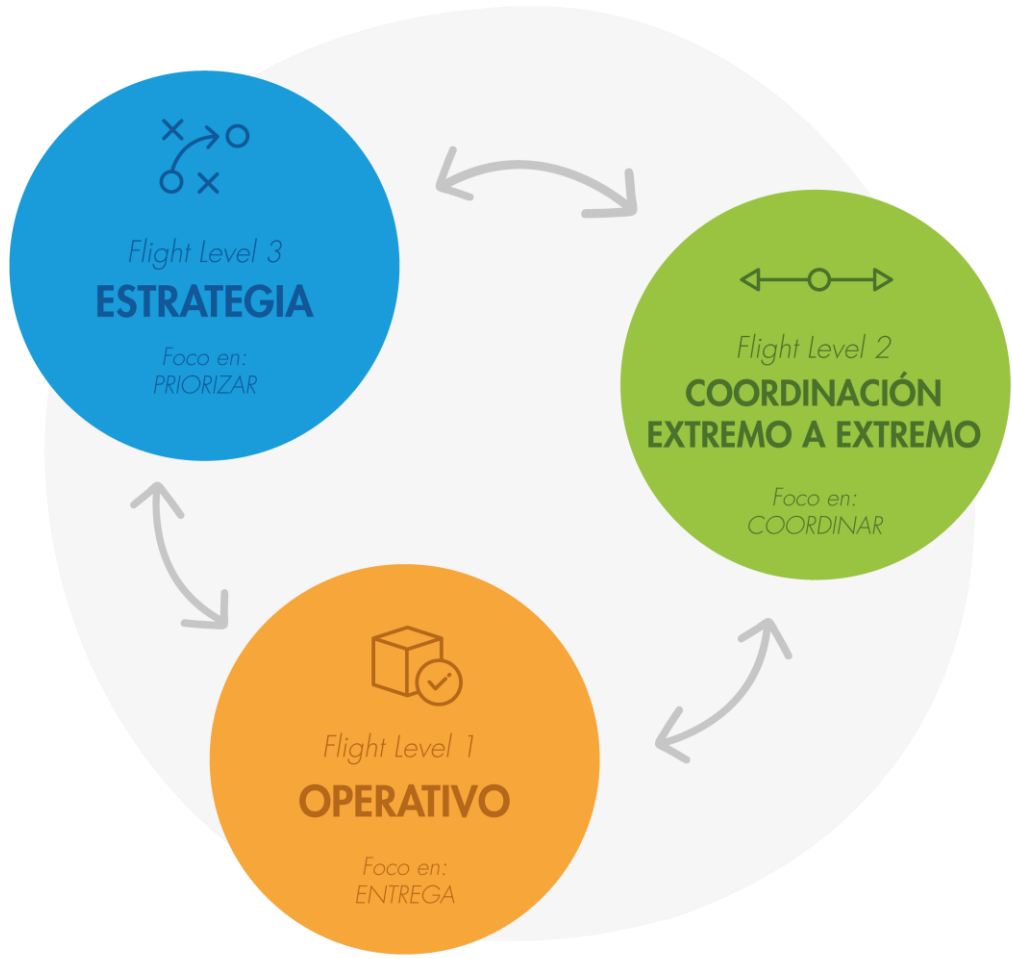 Flight Level 3
ESTRATEGIA
Foco en:
PRIORIZAR
Flight Level 2
COORDINACIÓN
EXTREMO A EXTREMO
Foco en:
COORDINAR
Flight Level 1
OPERATIVO
Foco en:
ENTREGA